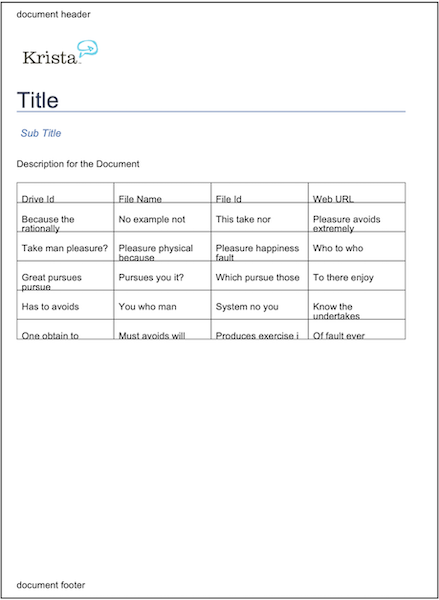 document header
Krista
Title
Sub Title
Description for the Document
Drive Id File Name File Id Web URL
Because the rationally No example not This take nor Pleasure avoids extremely
Take man pleasure? Pleasure physical because Pleasure happiness fault Who to who
Great pursues pursue Pursues you it? Which pursue those To there enjoy
Has to avoids You who man System no you Know the undertakes
One obtain to Must avoids will Produces exercise i Of fault ever
document footer